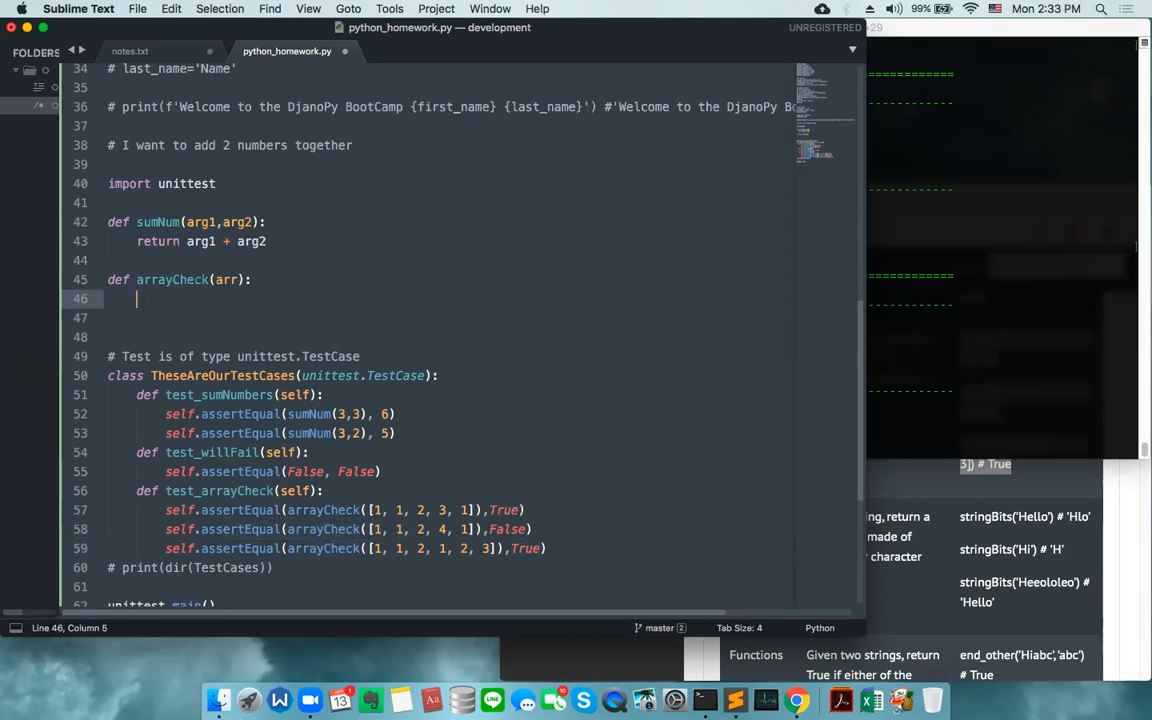 Sublime Text File Edit Selection Find View Goto Tools Project Window Help 99% Mon 2:33 PM
python_homework.py — development UNREGISTERED
FOLDERS notes.txt python_homework.py
34 # last_name='Name'
35
36 # print(f'Welcome to the DjanoPy BootCamp {first_name} {last_name}') #'Welcome to the DjanoPy B
37
38 # I want to add 2 numbers together
39
40 import unittest
41
42 def sumNum(arg1,arg2):
43 return arg1 + arg2
44
45 def arrayCheck(arr):
46
47
48
49 # Test is of type unittest.TestCase
50 class TheseAreOurTestCases(unittest.TestCase):
51 def test_sumNumbers(self):
52 self.assertEqual(sumNum(3,3), 6)
53 self.assertEqual(sumNum(3,2), 5)
54 def test_willFail(self):
55 self.assertEqual(False, False)
56 def test_arrayCheck(self):
57 self.assertEqual(arrayCheck([1, 1, 2, 3, 1]),True)
58 self.assertEqual(arrayCheck([1, 1, 2, 4, 1]),False)
59 self.assertEqual(arrayCheck([1, 1, 2, 1, 2, 3]),True)
60 # print(dir(TestCases))
61
62 unittest.main()
Line 46, Column 5 master 2 Tab Size: 4 Python
29
3]) # True
ng, return a stringBits('Hello') # 'Hlo'
made of stringBits('Hi') # 'H'
r character
stringBits('Heeololeo') #
'Hello'
Functions Given two strings, return end_other('Hiabc','abc')
True if either of the # True
13 1 10